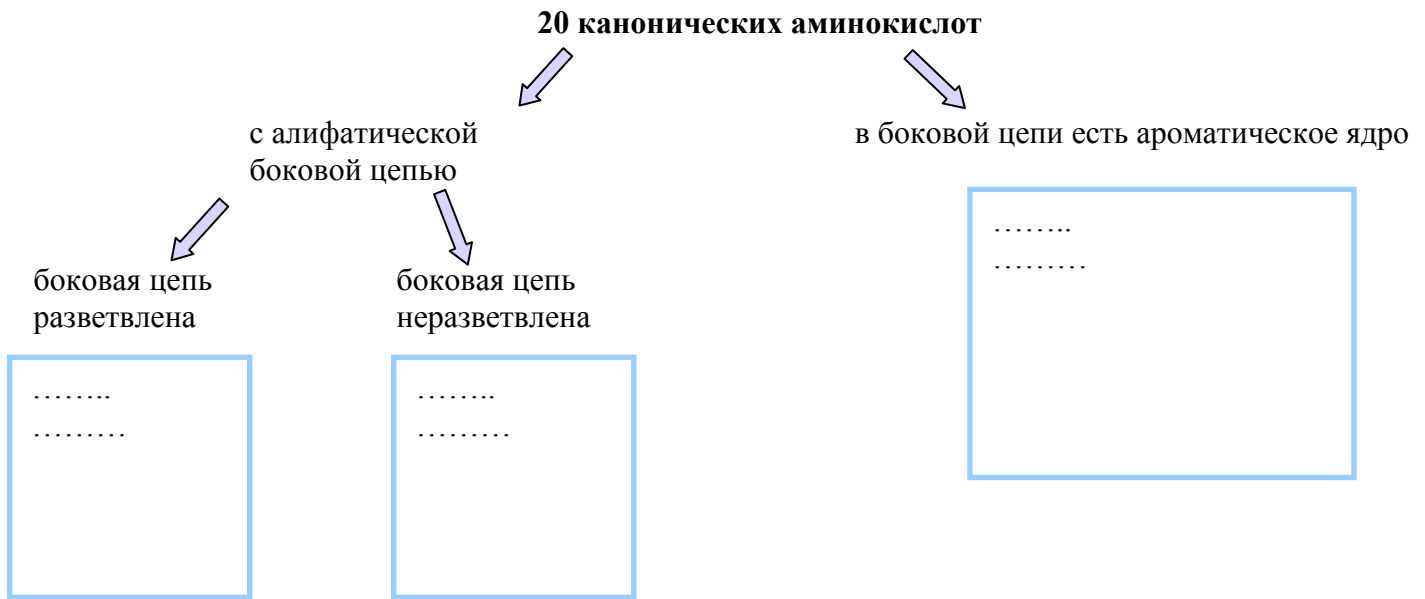 20 канонических аминокислот
с алифатической
боковой цепью
в боковой цепи есть ароматическое ядро
……..
………
боковая цепь
разветвлена
боковая цепь
неразветвлена
……..
………
……..
………